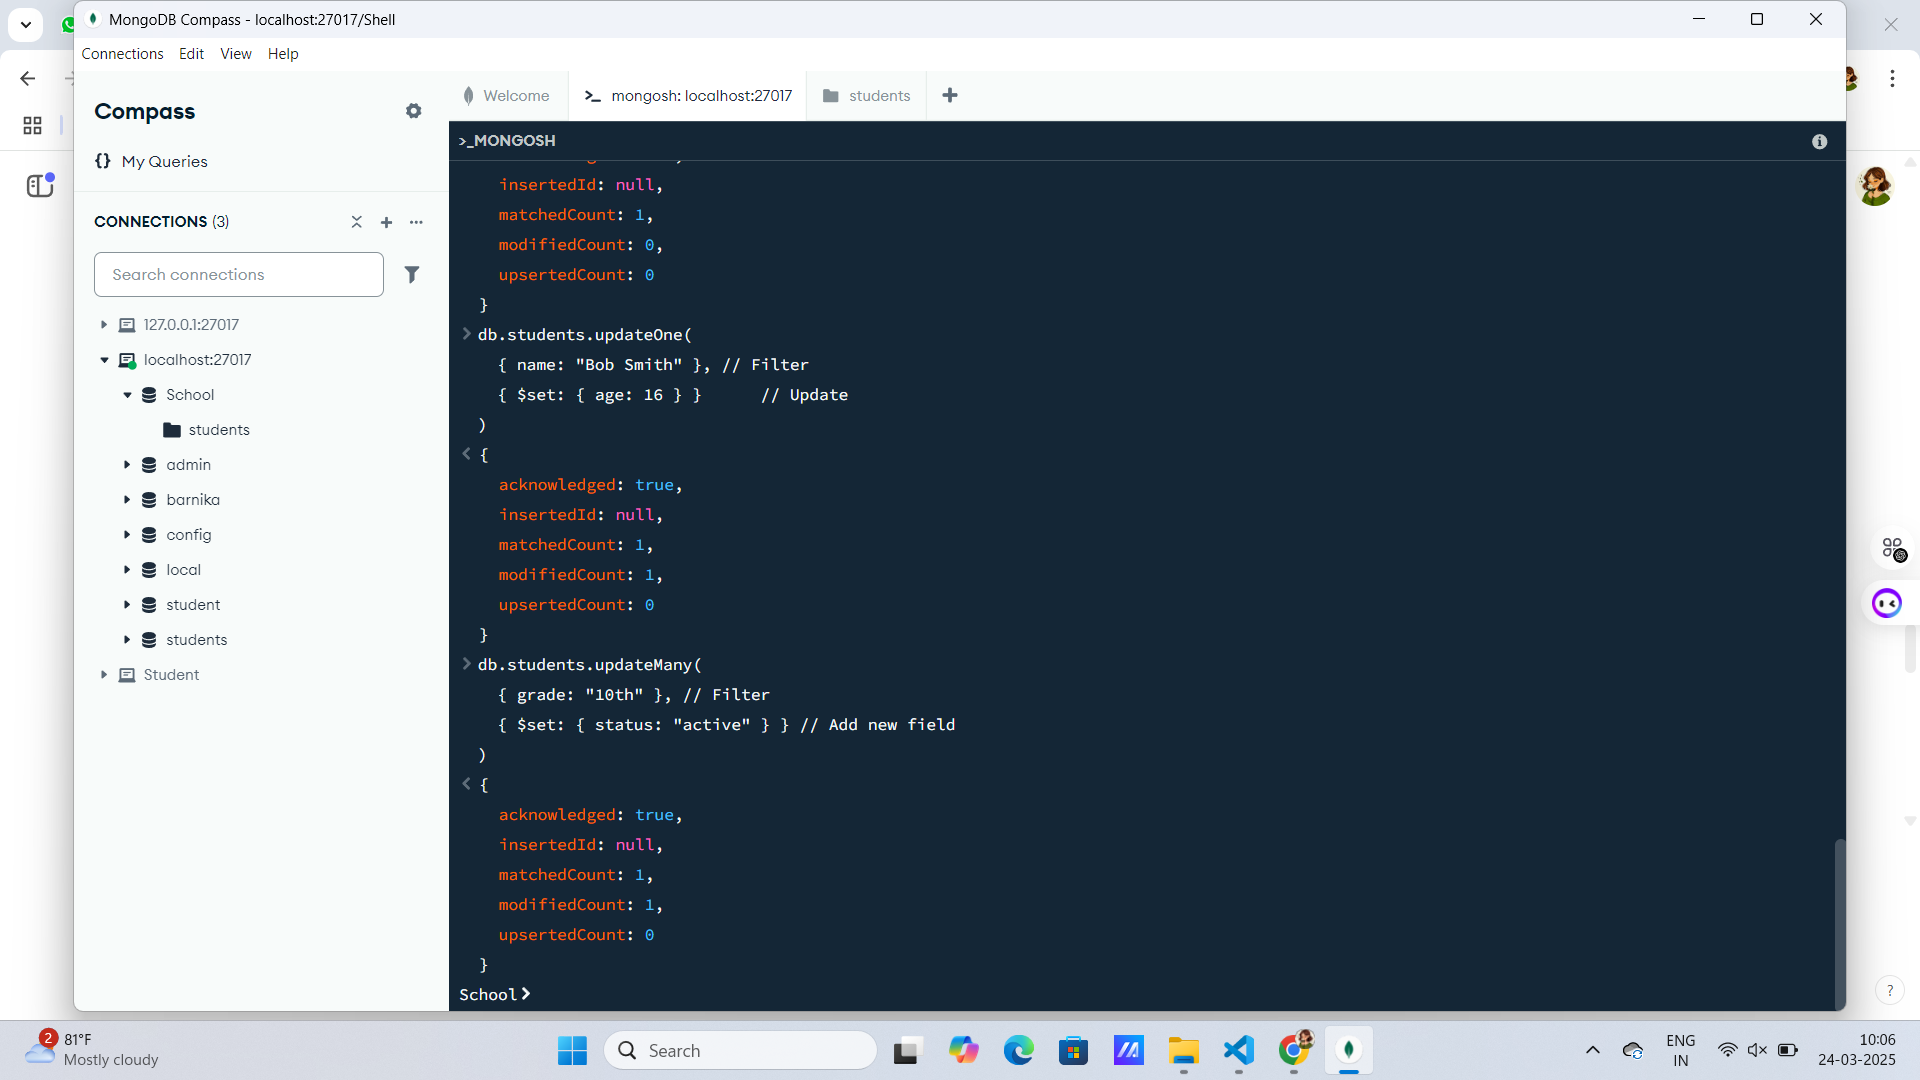 MongoDB Compass - localhost:27017/Shell
Connections Edit View Help
Compass
My Queries
CONNECTIONS (3)
Search connections
127.0.0.1:27017
localhost:27017
School
students
admin
barnika
config
local
student
students
Student
Welcome
>_ mongosh: localhost:27017
students
>_MONGOSH
insertedId: null,
matchedCount: 1,
modifiedCount: 0,
upsertedCount: 0
}
> db.students.updateOne(
{ name: "Bob Smith" }, // Filter
{ $set: { age: 16 } }      // Update
)
< {
acknowledged: true,
insertedId: null,
matchedCount: 1,
modifiedCount: 1,
upsertedCount: 0
}
> db.students.updateMany(
{ grade: "10th" }, // Filter
{ $set: { status: "active" } } // Add new field
)
< {
acknowledged: true,
insertedId: null,
matchedCount: 1,
modifiedCount: 1,
upsertedCount: 0
}
School>
?
2
81°F
Mostly cloudy
Search
ENG
IN
10:06
24-03-2025